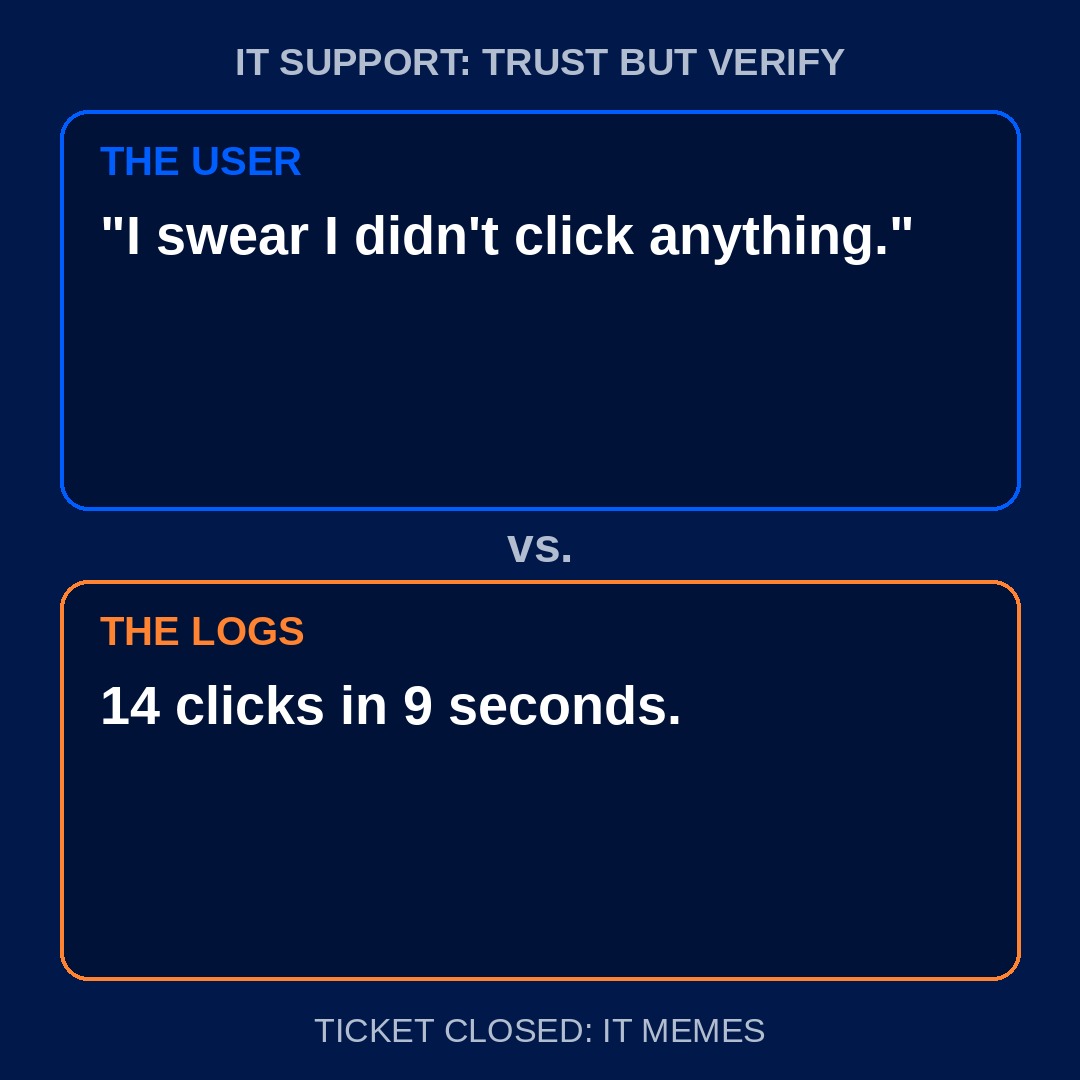 IT SUPPORT: TRUST BUT VERIFY
THE USER
"I swear I didn't click anything."
vs.
THE LOGS
14 clicks in 9 seconds.
TICKET CLOSED: IT MEMES